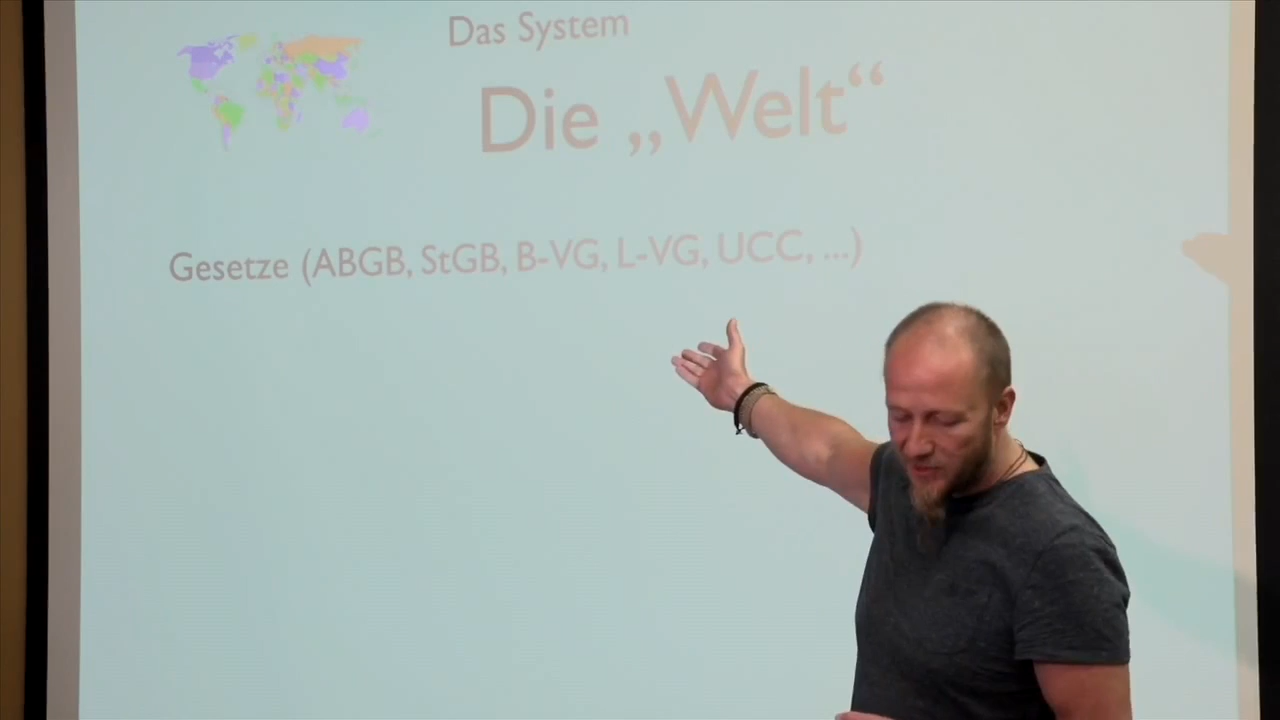 Das System
Die „Welt“
Gesetze (ABGB, StGB, B-VG, L-VG, UCC, ...)